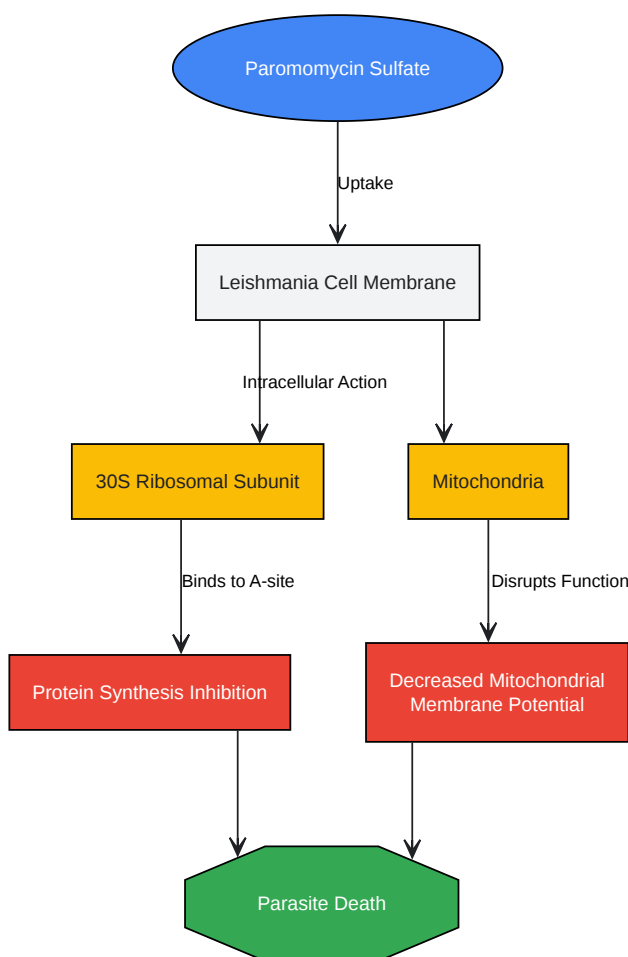 Paromomycin Sulfate
Uptake
Leishmania Cell Membrane
Intracellular Action
30S Ribosomal Subunit
Mitochondria
Binds to A-site
Disrupts Function
Protein Synthesis Inhibition
Decreased Mitochondrial
Membrane Potential
Parasite Death